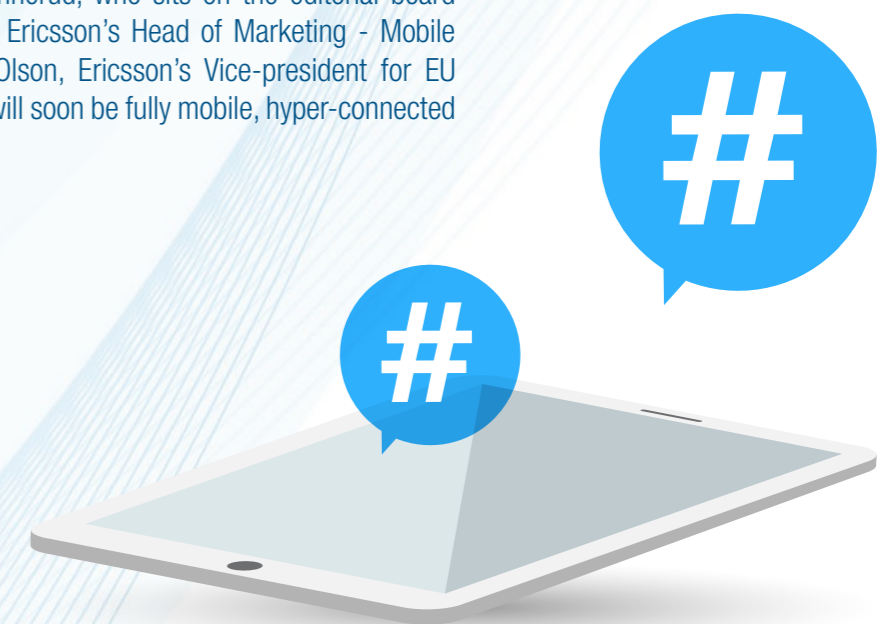 who sits on the editorial board
Ericsson’s Head of Marketing - Mobile
Olson, Ericsson’s Vice-president for EU
will soon be fully mobile, hyper-connected
#
#